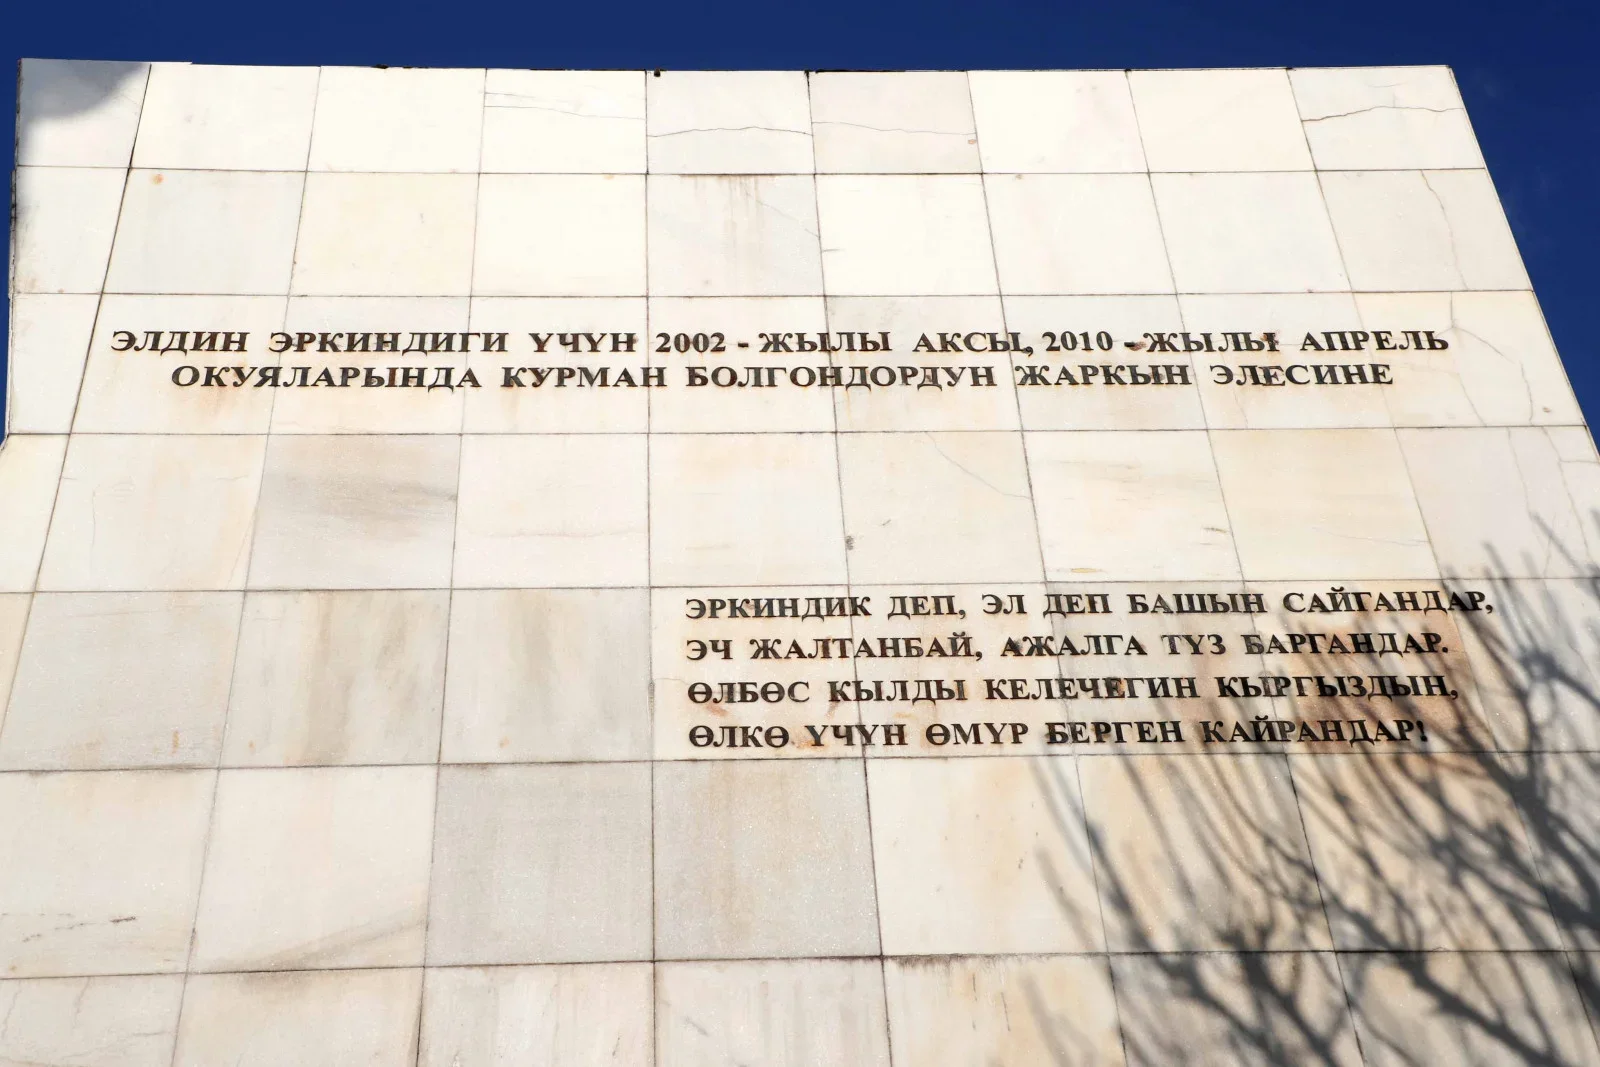 ЭЛДИН ЭРКИНДИГИ ҮЧҮН 2002 - ЖЫЛЫ АКСЫ, 2010 - ЖЫЛЫ АПРЕЛЬ
ОКУЯЛАРЫНДА КУРМАН БОЛГОНДОРДУН ЖАРКЫН ЭЛЕСИНЕ
ЭРКИНДИК ДЕП, ЭЛ ДЕП БАШЫН САЙГАНДАР,
ЭЧ ЖАЛТАНБАЙ, АЖАЛГА ТҮЗ БАРГАНДАР.
ӨЛБӨС КЫЛДЫ КЕЛЕЧЕГИН КЫРГЫЗДЫН,
ӨЛКӨ ҮЧҮН ӨМҮР БЕРГЕН КАЙРАНДАР!